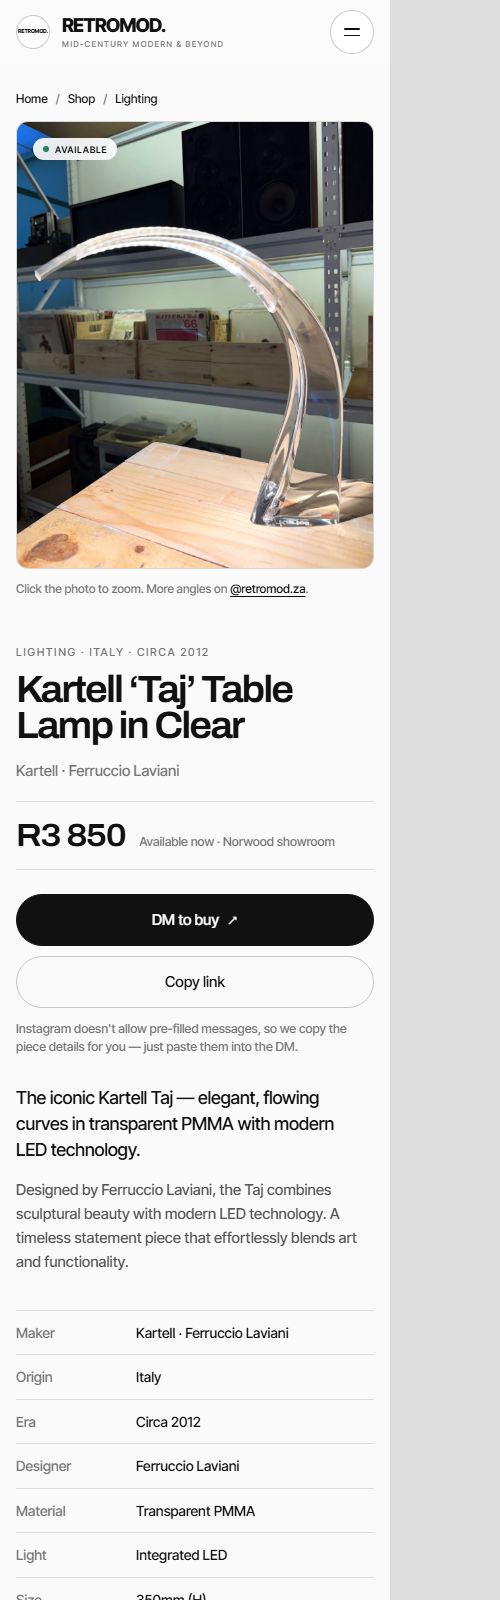 RETROMOD.
RETROMOD.
MID-CENTURY MODERN & BEYOND
Home / Shop / Lighting
AVAILABLE
'66
Click the photo to zoom. More angles on @retromod.za.
LIGHTING · ITALY · CIRCA 2012
Kartell ‘Taj’ Table
Lamp in Clear
Kartell · Ferruccio Laviani
R3 850 Available now · Norwood showroom
DM to buy ↗
Copy link
Instagram doesn't allow pre-filled messages, so we copy the
piece details for you — just paste them into the DM.
The iconic Kartell Taj — elegant, flowing
curves in transparent PMMA with modern
LED technology.
Designed by Ferruccio Laviani, the Taj combines
sculptural beauty with modern LED technology. A
timeless statement piece that effortlessly blends art
and functionality.
Maker Kartell · Ferruccio Laviani
Origin Italy
Era Circa 2012
Designer Ferruccio Laviani
Material Transparent PMMA
Light Integrated LED
Size 350mm (H)